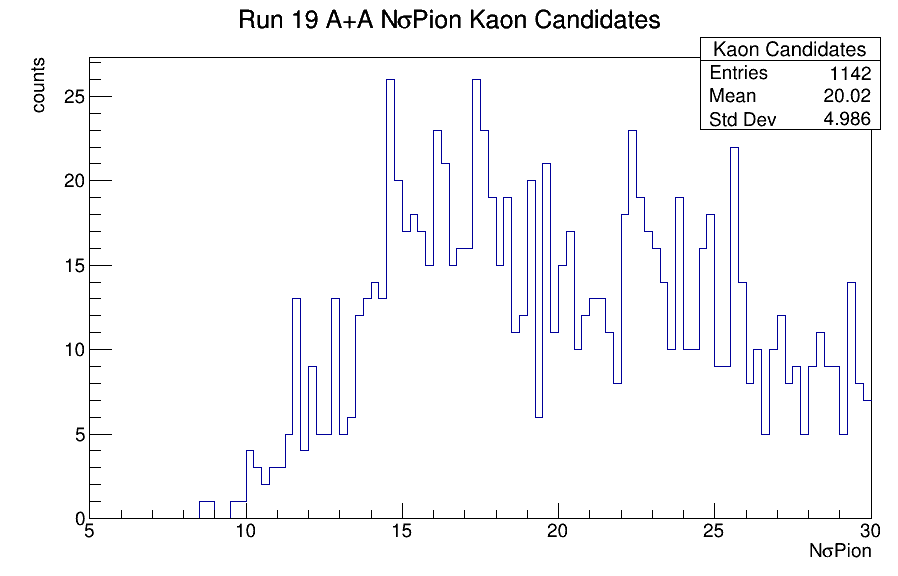 Run 19 A+A NσPion Kaon Candidates
Kaon Candidates
Entries 1142
Mean 20.02
Std Dev 4.986
counts
25
20
15
10
5
0
5 10 15 20 25 30
NσPion